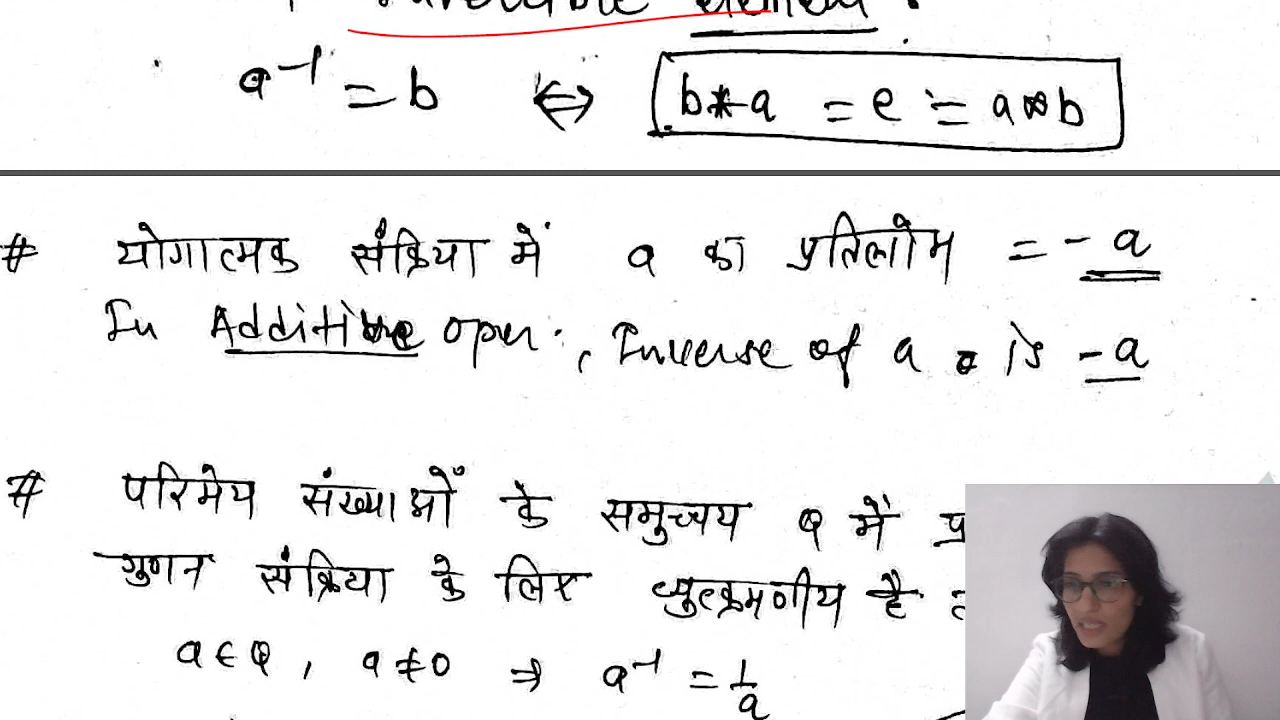 a⁻¹ = b ⇔ b*a = e = a*b
# योगात्मक संक्रिया में a का प्रतिलोम = -a
In Additive oper., Inverse of a is -a
# परिमेय संख्याओं के समुच्चय Q में
गुणन संक्रिया के लिए व्युत्क्रमणीय है
a∈Q, a≠0 ⇒ a⁻¹ = 1/a